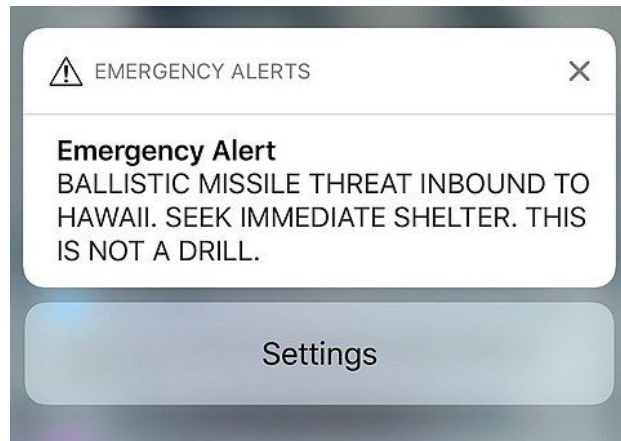 EMERGENCY ALERTS
Emergency Alert
BALLISTIC MISSILE THREAT INBOUND TO
HAWAII. SEEK IMMEDIATE SHELTER. THIS
IS NOT A DRILL.
Settings